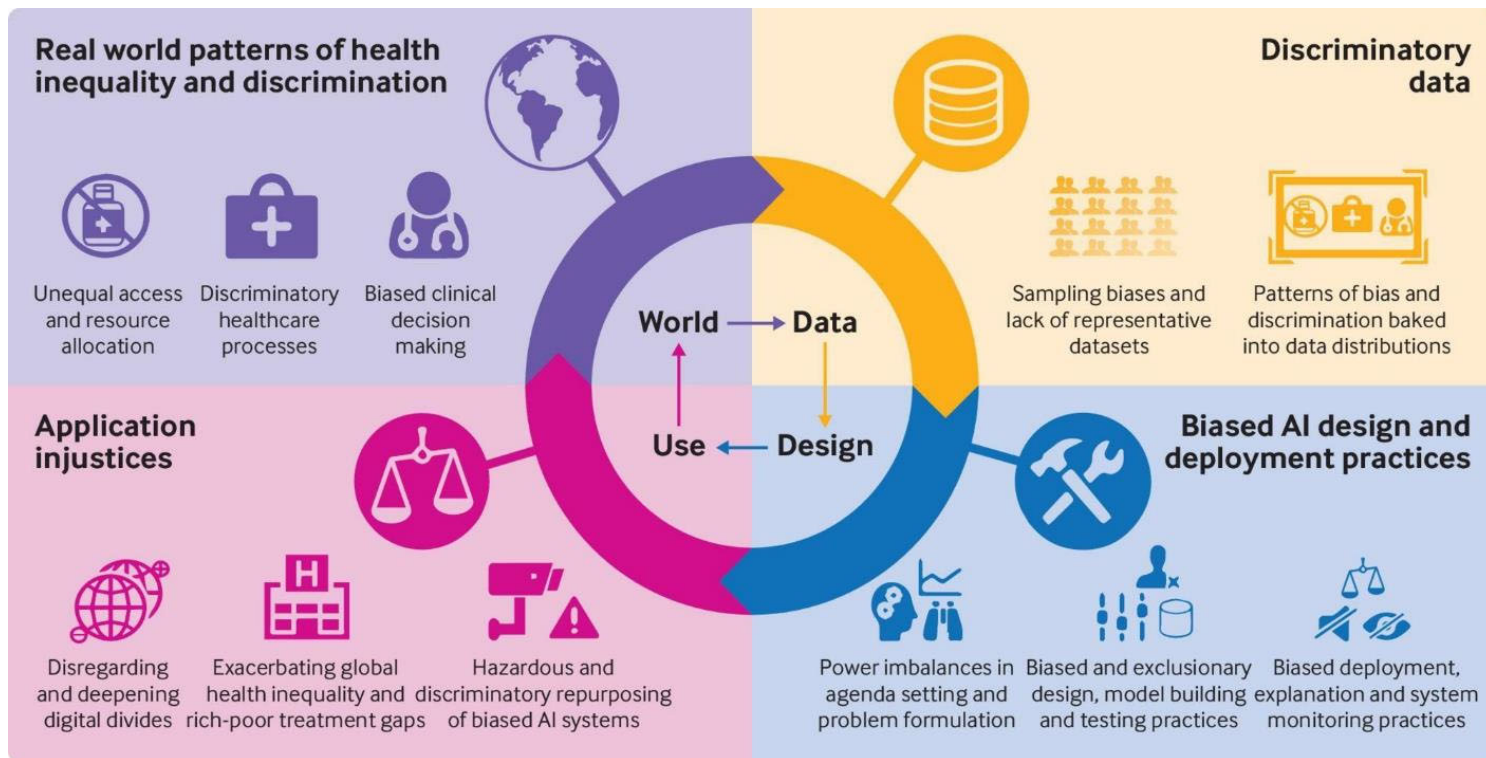 Real world patterns of health
inequality and discrimination
Unequal access
and resource
allocation
Discriminatory
healthcare
processes
Biased clinical
decision
making
Discriminatory
data
Sampling biases and
lack of representative
datasets
Patterns of bias and
discrimination baked
into data distributions
World
Data
Use
Design
Application
injustices
Disregarding
and deepening
digital divides
H
Exacerbating global
health inequality and
rich-poor treatment gaps
Hazardous and
discriminatory repurposing
of biased AI systems
Biased AI design and
deployment practices
Power imbalances in
agenda setting and
problem formulation
Biased and exclusionary
design, model building
and testing practices
Biased deployment,
explanation and system
monitoring practices